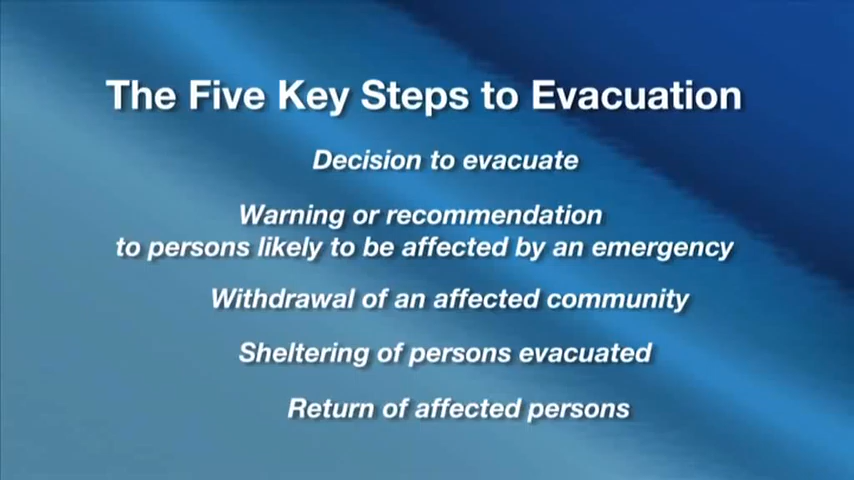 The Five Key Steps to Evacuation
Decision to evacuate
Warning or recommendation
to persons likely to be affected by an emergency
Withdrawal of an affected community
Sheltering of persons evacuated
Return of affected persons